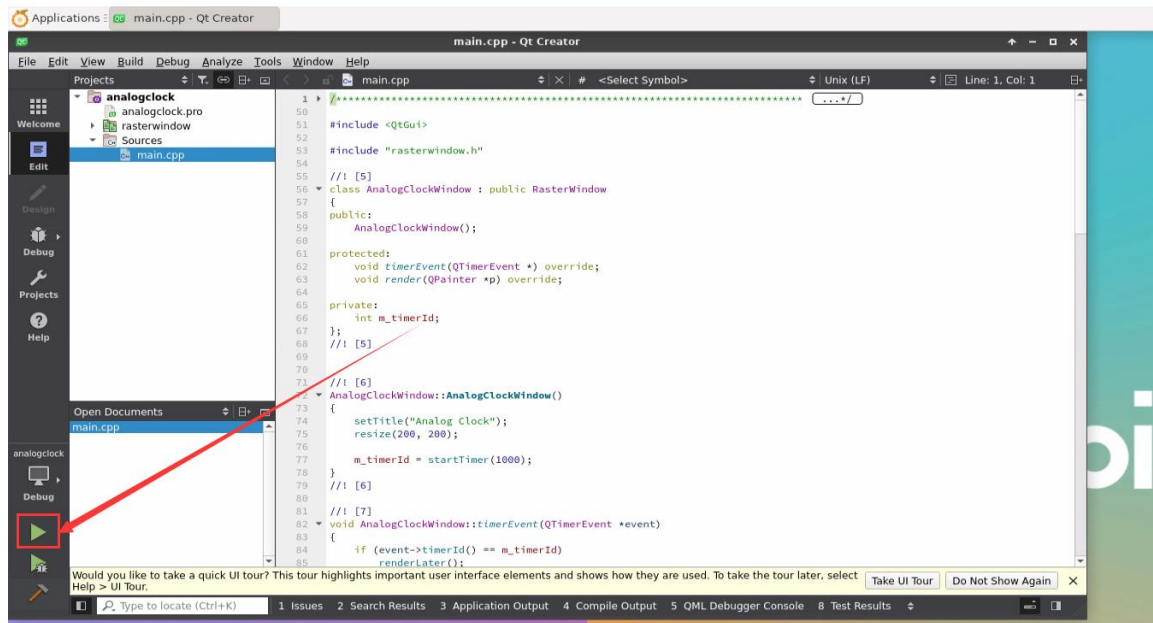 Applications
main.cpp - Qt Creator
main.cpp - Qt Creator
File Edit View Build Debug Analyze Tools Window Help
Projects
main.cpp
# <Select Symbol>
Unix (LF)
Line: 1, Col: 1
Welcome
Edit
Design
Debug
Projects
Help
analogclock
analogclock.pro
rasterwindow
Sources
main.cpp
Open Documents
main.cpp
analogclock
Debug
1 /**************************************************************************** ...*/
50
51 #include <QtGui>
52
53 #include "rasterwindow.h"
54
55 //! [5]
56 class AnalogClockWindow : public RasterWindow
57 {
58 public:
59 AnalogClockWindow();
60
61 protected:
62 void timerEvent(QTimerEvent *) override;
63 void render(QPainter *p) override;
64
65 private:
66 int m_timerId;
67 };
68 //! [5]
69
70
71 //! [6]
72 AnalogClockWindow::AnalogClockWindow()
73 {
74 setTitle("Analog Clock");
75 resize(200, 200);
76
77 m_timerId = startTimer(1000);
78 }
79 //! [6]
80
81 //! [7]
82 void AnalogClockWindow::timerEvent(QTimerEvent *event)
83 {
84 if (event->timerId() == m_timerId)
85 renderLater();
Would you like to take a quick UI tour? This tour highlights important user interface elements and shows how they are used. To take the tour later, select
Help > UI Tour.
Take UI Tour
Do Not Show Again
Type to locate (Ctrl+K)
1 Issues 2 Search Results 3 Application Output 4 Compile Output 5 QML Debugger Console 8 Test Results